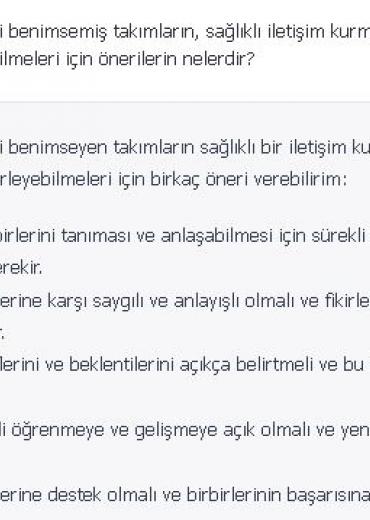 i benimsemiş takımların, sağlıklı iletişim kurm
ilmeleri için önerilerin nelerdir?
i benimseyen takımların sağlıklı bir iletişim ku
rleyebilmeleri için birkaç öneri verebilirim:
birlerini tanıması ve anlaşabilmesi için sürekli
erekir.
erine karşı saygılı ve anlayışlı olmalı ve fikirle
r.
lerini ve beklentilerini açıkça belirtmeli ve bu
li öğrenmeye ve gelişmeye açık olmalı ve yen
erine destek olmalı ve birbirlerinin başarısına